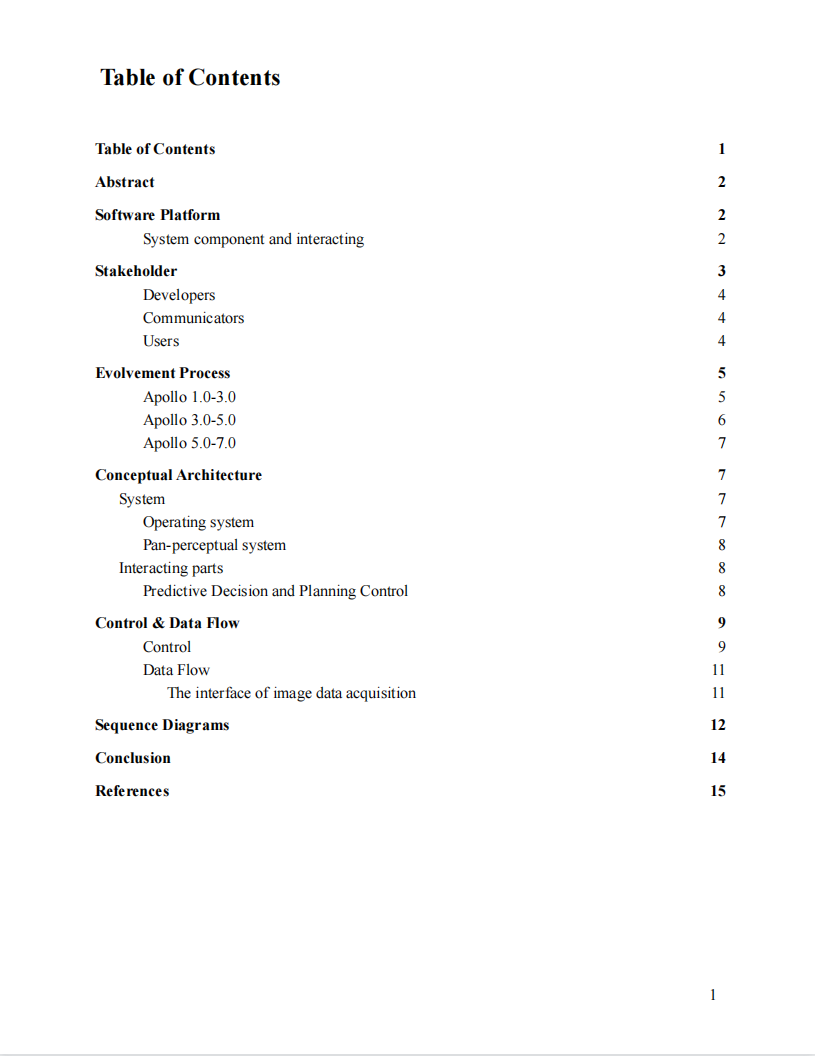 Table of Contents
Table of Contents 1
Abstract 2
Software Platform 2
System component and interacting 2
Stakeholder 3
Developers 4
Communicators 4
Users 4
Evolvement Process 5
Apollo 1.0-3.0 5
Apollo 3.0-5.0 6
Apollo 5.0-7.0 7
Conceptual Architecture 7
System 7
Operating system 7
Pan-perceptual system 8
Interacting parts 8
Predictive Decision and Planning Control 8
Control & Data Flow 9
Control 9
Data Flow 11
The interface of image data acquisition 11
Sequence Diagrams 12
Conclusion 14
References 15
1